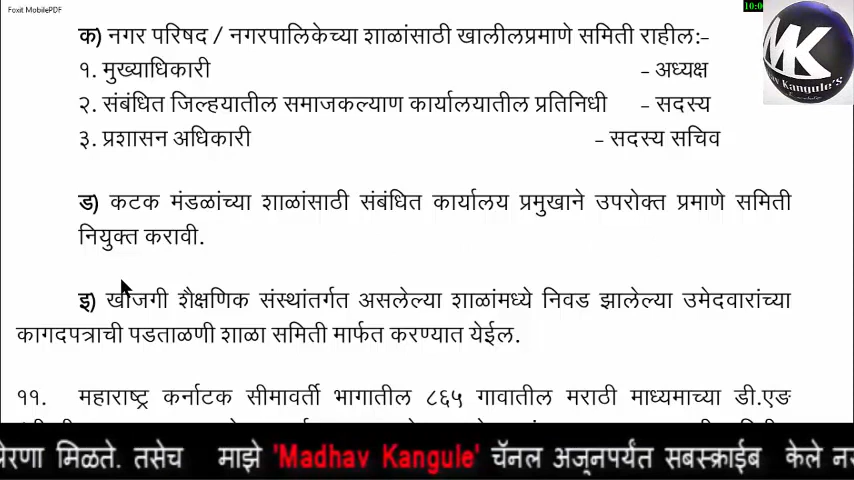 Foxit MobilePDF
क) नगर परिषद / नगरपालिकेच्या शाळांसाठी खालीलप्रमाणे समिती राहील:-
१. मुख्याधिकारी - अध्यक्ष
२. संबंधित जिल्हयातील समाजकल्याण कार्यालयातील प्रतिनिधी - सदस्य
३. प्रशासन अधिकारी - सदस्य सचिव
ड) कटक मंडळांच्या शाळांसाठी संबंधित कार्यालय प्रमुखाने उपरोक्त प्रमाणे समिती
नियुक्त करावी.
इ) खाजगी शैक्षणिक संस्थांतर्गत असलेल्या शाळांमध्ये निवड झालेल्या उमेदवारांच्या
कागदपत्राची पडताळणी शाळा समिती मार्फत करण्यात येईल.
११. महाराष्ट्र कर्नाटक सीमावर्ती भागातील ८६५ गावातील मराठी माध्यमाच्या डी.एङ
प्रेरणा मिळते. तसेच माझे 'Madhav Kangule' चॅनल अजूनपर्यंत सबस्क्राईब केले
MK